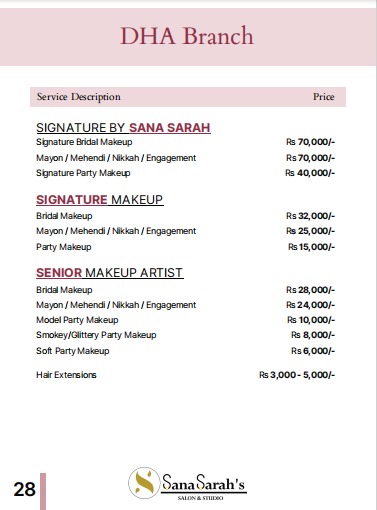 DHA Branch
Service Description Price
SIGNATURE BY SANA SARAH
Signature Bridal Makeup Rs 70,000/-
Mayon / Mehendi / Nikkah / Engagement Rs 70,000/-
Signature Party Makeup Rs 40,000/-
SIGNATURE MAKEUP
Bridal Makeup Rs 32,000/-
Mayon / Mehendi / Nikkah / Engagement Rs 25,000/-
Party Makeup Rs 15,000/-
SENIOR MAKEUP ARTIST
Bridal Makeup Rs 28,000/-
Mayon / Mehendi / Nikkah / Engagement Rs 24,000/-
Model Party Makeup Rs 10,000/-
Smokey/Glittery Party Makeup Rs 8,000/-
Soft Party Makeup Rs 6,000/-
Hair Extensions Rs 3,000 - 5,000/-
28
Sana Sarah's
SALON & STUDIO